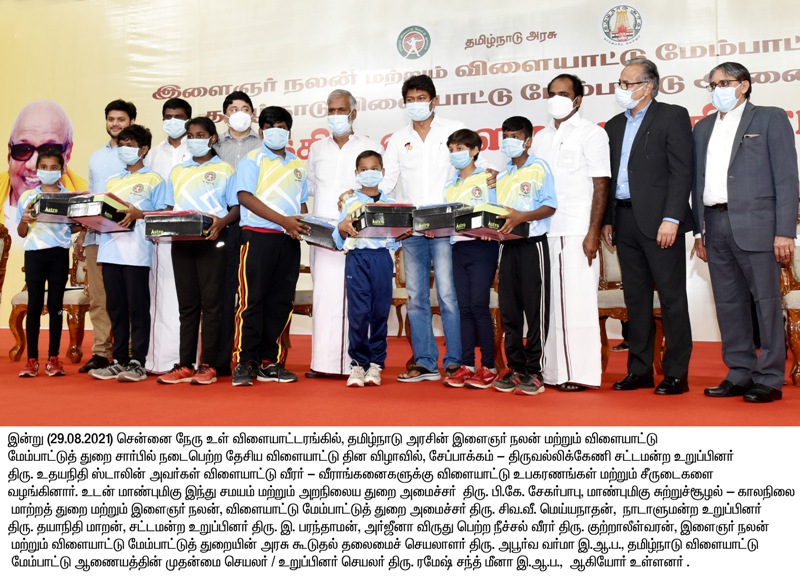 தமிழ்நாடு அரசு
இளைஞர் நலன் மற்றும் விளையாட்டு மேம்பாட்
இன்று (29.08.2021) சென்னை நேரு உள் விளையாட்டரங்கில், தமிழ்நாடு அரசின் இளைஞர் நலன் மற்றும் விளையாட்டு
மேம்பாட்டுத் துறை சார்பில் நடைபெற்ற தேசிய விளையாட்டு தின விழாவில், சேப்பாக்கம் – திருவல்லிக்கேணி சட்டமன்ற உறுப்பினர்
திரு. உதயநிதி ஸ்டாலின் அவர்கள் விளையாட்டு வீரர் – வீராங்கனைகளுக்கு விளையாட்டு உபகரணங்கள் மற்றும் சீருடைகளை
வழங்கினார். உடன் மாண்புமிகு இந்து சமயம் மற்றும் அறநிலைய துறை அமைச்சர் திரு. பி.கே. சேகர்பாபு, மாண்புமிகு சுற்றுச்சூழல் – காலநிலை
மாற்றத் துறை மற்றும் இளைஞர் நலன், விளையாட்டு மேம்பாட்டுத் துறை அமைச்சர் திரு. சிவ.வீ. மெய்யநாதன், நாடாளுமன்ற உறுப்பினர்
திரு. தயாநிதி மாறன், சட்டமன்ற உறுப்பினர் திரு. இ. பரந்தாமன், அர்ஜீனா விருது பெற்ற நீச்சல் வீரர் திரு. குற்றாலீஸ்வரன், இளைஞர் நலன்
மற்றும் விளையாட்டு மேம்பாட்டுத் துறையின் அரசு கூடுதல் தலைமைச் செயலாளர் திரு. அபூர்வ வர்மா இ.ஆ.ப., தமிழ்நாடு விளையாட்டு
மேம்பாட்டு ஆணையத்தின் முதன்மை செயலர் / உறுப்பினர் செயலர் திரு. ரமேஷ் சந்த் மீனா இ.ஆ.ப., ஆகியோர் உள்ளனர் .